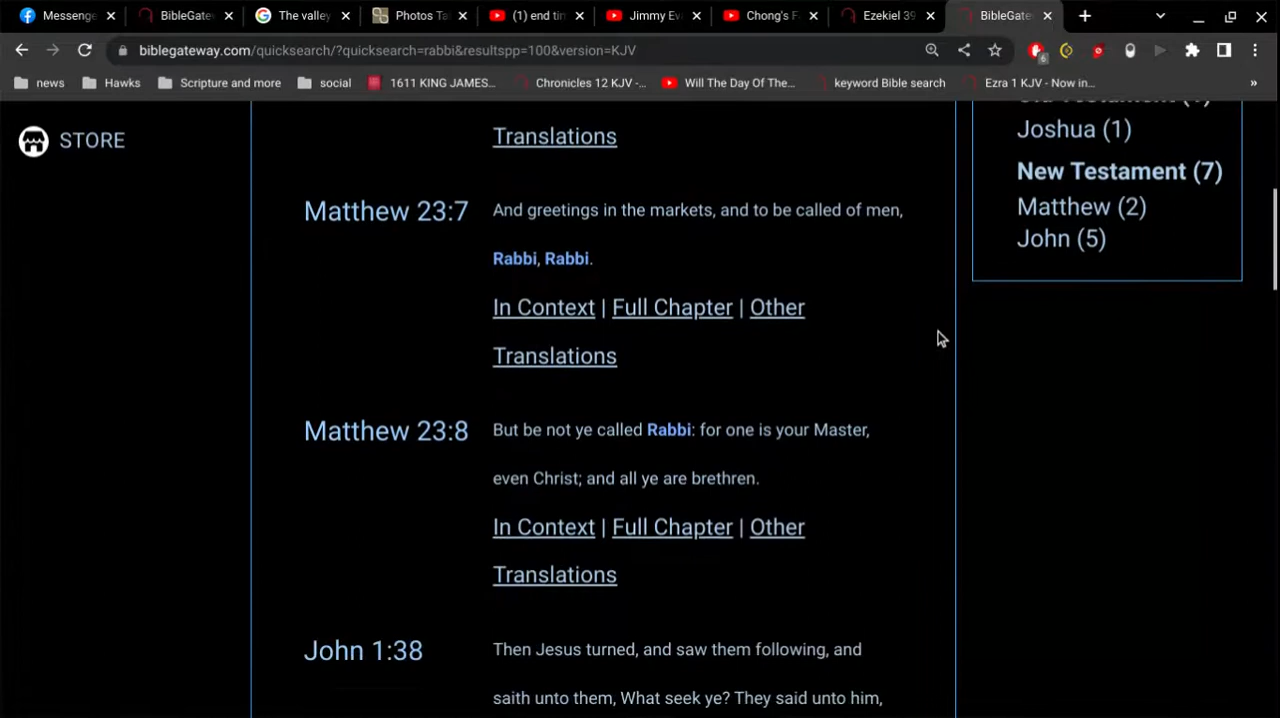 Messenge
BibleGatew
The valley
Photos Ta
(1) end tin
Jimmy Ev
Chong's F
Ezekiel 39
BibleGate
biblegateway.com/quicksearch/?quicksearch=rabbi&resultspp=100&version=KJV
6
news
Hawks
Scripture and more
social
1611 KING JAMES...
Chronicles 12 KJV -...
Will The Day Of The...
keyword Bible search
Ezra 1 KJV - Now in...
»
STORE
Translations
Matthew 23:7
And greetings in the markets, and to be called of men,
Rabbi, Rabbi.
In Context | Full Chapter | Other
Translations
Matthew 23:8
But be not ye called Rabbi: for one is your Master,
even Christ; and all ye are brethren.
In Context | Full Chapter | Other
Translations
John 1:38
Then Jesus turned, and saw them following, and
saith unto them, What seek ye? They said unto him,
Joshua (1)
New Testament (7)
Matthew (2)
John (5)